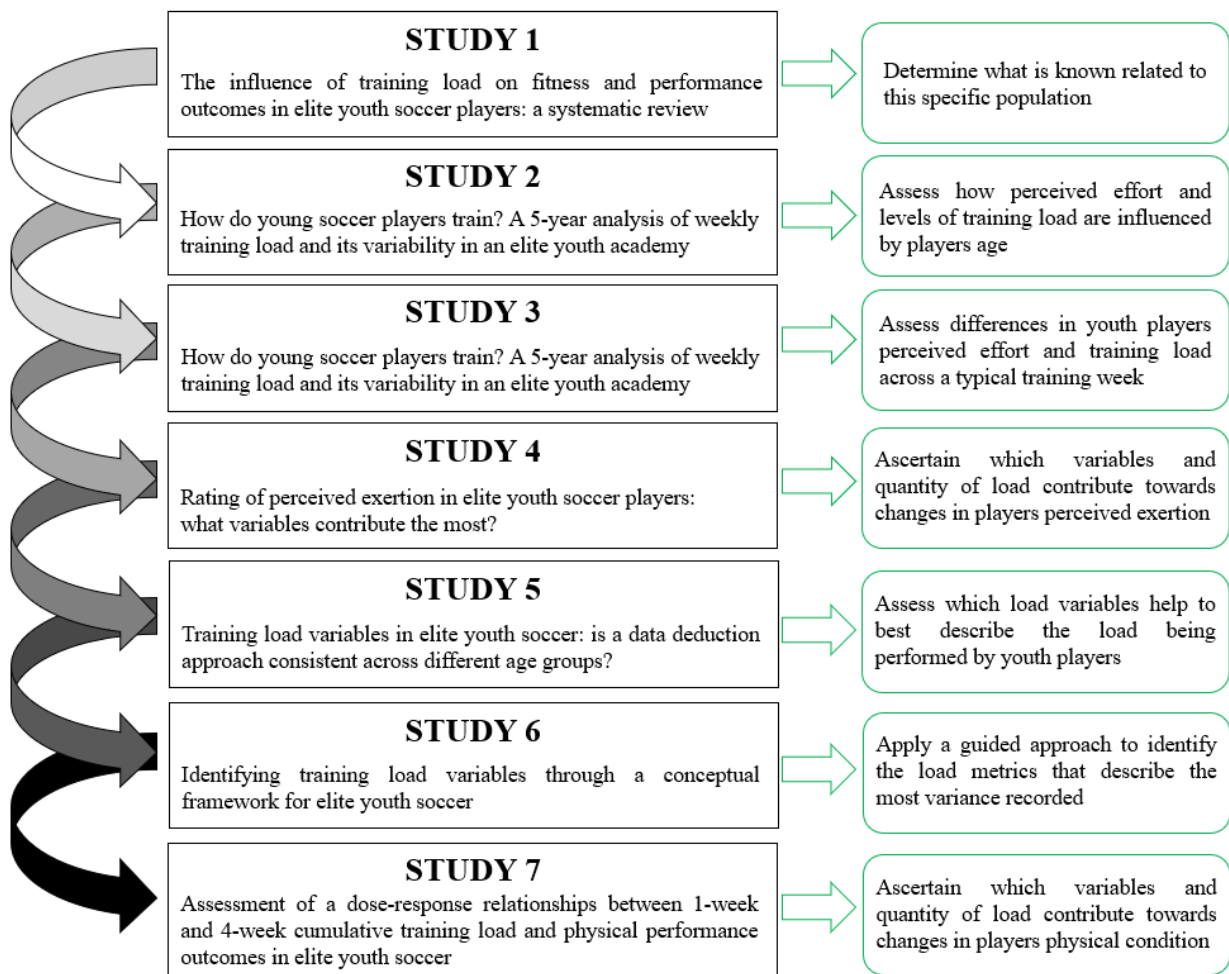 STUDY 1
The influence of training load on fitness and performance
outcomes in elite youth soccer players: a systematic review
Determine what is known related to
this specific population
STUDY 2
How do young soccer players train? A 5-year analysis of weekly
training load and its variability in an elite youth academy
Assess how perceived effort and
levels of training load are influenced
by players age
STUDY 3
How do young soccer players train? A 5-year analysis of weekly
training load and its variability in an elite youth academy
Assess differences in youth players
perceived effort and training load
across a typical training week
STUDY 4
Rating of perceived exertion in elite youth soccer players:
what variables contribute the most?
Ascertain which variables and
quantity of load contribute towards
changes in players perceived exertion
STUDY 5
Training load variables in elite youth soccer: is a data deduction
approach consistent across different age groups?
Assess which load variables help to
best describe the load being
performed by youth players
STUDY 6
Identifying training load variables through a conceptual
framework for elite youth soccer
Apply a guided approach to identify
the load metrics that describe the
most variance recorded
STUDY 7
Assessment of a dose-response relationships between 1-week
and 4-week cumulative training load and physical performance
outcomes in elite youth soccer
Ascertain which variables and
quantity of load contribute towards
changes in players physical condition